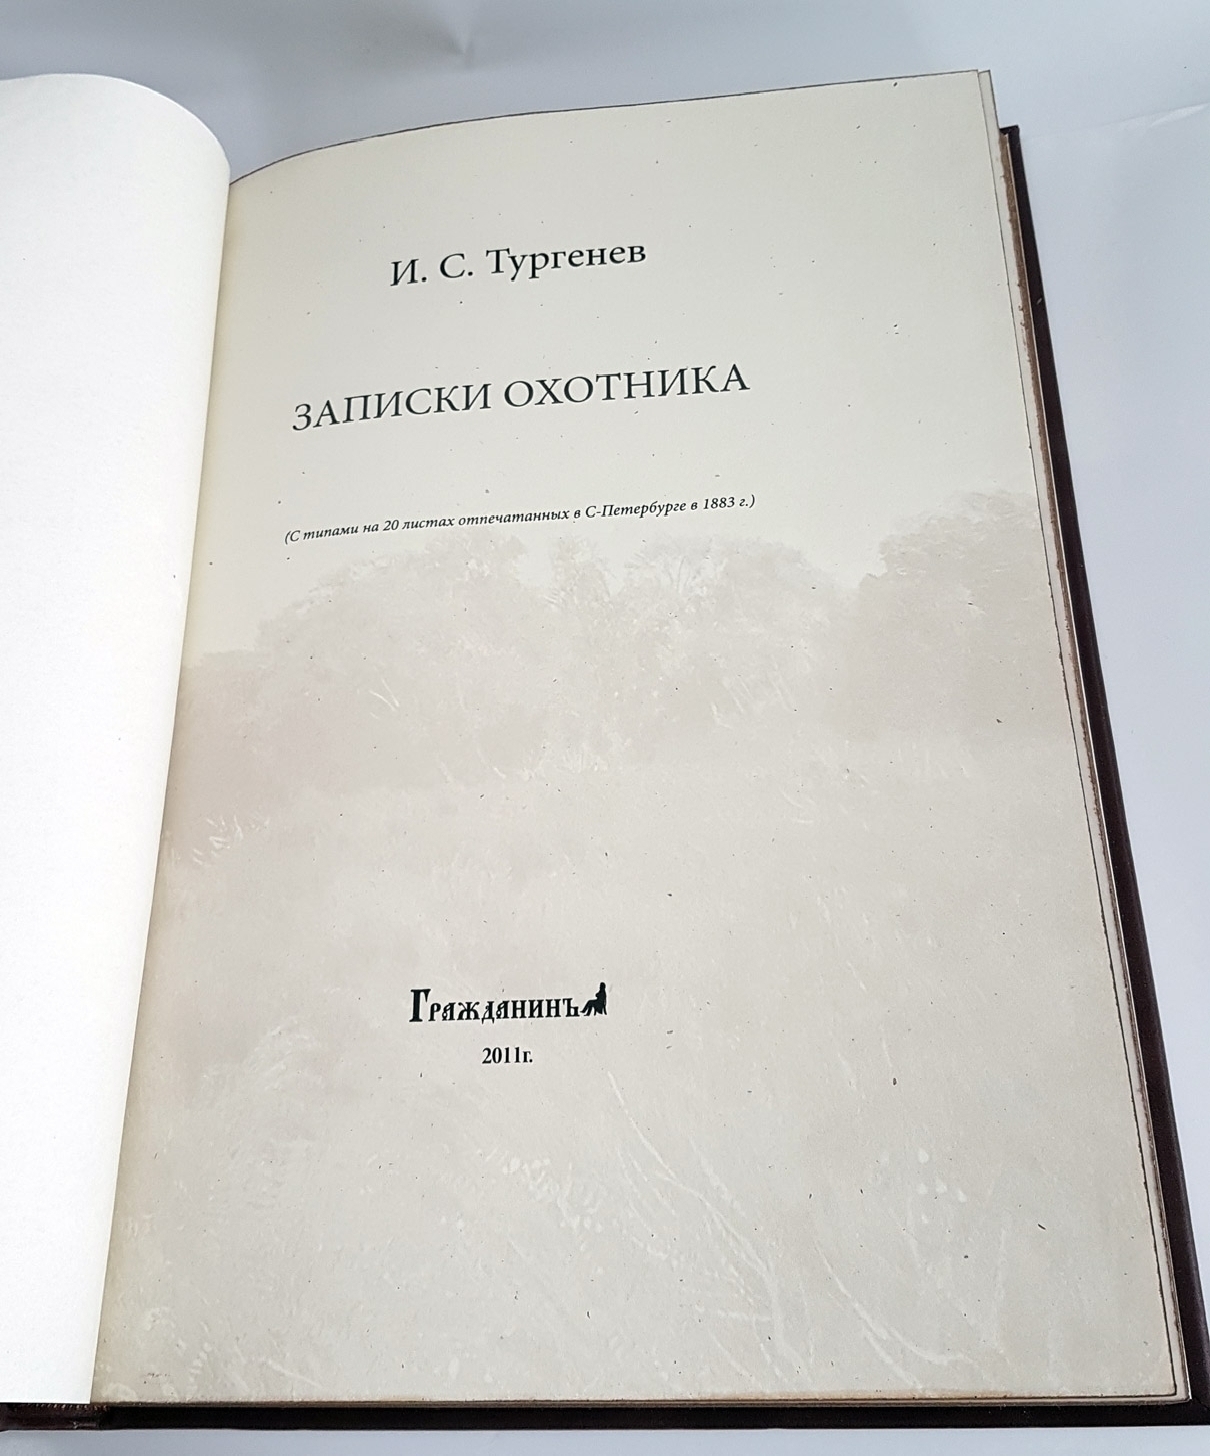 И. С. Тургенев
ЗАПИСКИ ОХОТНИКА
(С типами на 20 листах отпечатанных в С-Петербурге в 1883 г.)
Гражданинъ
2011г.